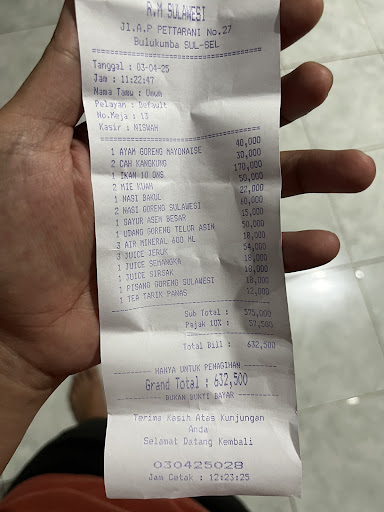 R.M SULAWESI
Jl.A.P PETTARANI No.27
Bulukumba SUL-SEL
Tanggal : 03-04-25
Jam : 11:22:47
Nama Tamu : Umum
Pelayan : Default
No.Meja : 13
Kasir : NISWAH
1 AYAM GORENG MAYONAISE 40,000
2 CAH KANGKUNG 30,000
1 IKAN 10 ONS 170,000
2 MIE KUAH 50,000
1 NASI BAKUL 22,000
2 NASI GORENG SULAWESI 60,000
1 SAYUR ASEM BESAR 15,000
1 UDANG GORENG TELUR ASIN 50,000
3 AIR MINERAL 600 ML 18,000
3 JUICE JERUK 54,000
1 JUICE SEMANGKA 18,000
1 JUICE SIRSAK 18,000
1 PISANG GORENG SULAWESI 18,000
1 TEA TARIK PANAS 12,000
Sub Total : 575,000
Pajak 10% : 57,500
Total Bill : 632,500
HANYA UNTUK PENAGIHAN
Grand Total : 632,500
BUKAN BUKTI BAYAR
Terima Kasih Atas Kunjungan
Anda
Selamat Datang Kembali
030425028
Jam Cetak : 12:23:25